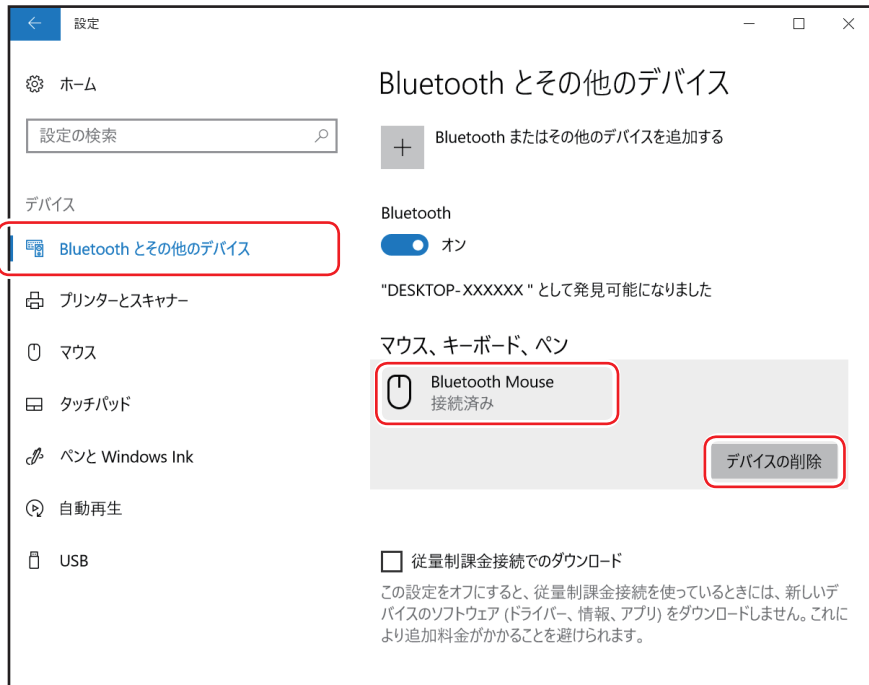 設定
ホーム
設定の検索
デバイス
Bluetooth とその他のデバイス
プリンターとスキャナー
マウス
タッチパッド
ペンと Windows Ink
自動再生
USB
Bluetooth とその他のデバイス
Bluetooth またはその他のデバイスを追加する
Bluetooth
オン
"DESKTOP-XXXXXX " として発見可能になりました
マウス、キーボード、ペン
Bluetooth Mouse
接続済み
デバイスの削除
従量制課金接続でのダウンロード
この設定をオフにすると、従量制課金接続を使っているときには、新しいデ
バイスのソフトウェア (ドライバー、情報、アプリ) をダウンロードしません。これに
より追加料金がかかることを避けられます。